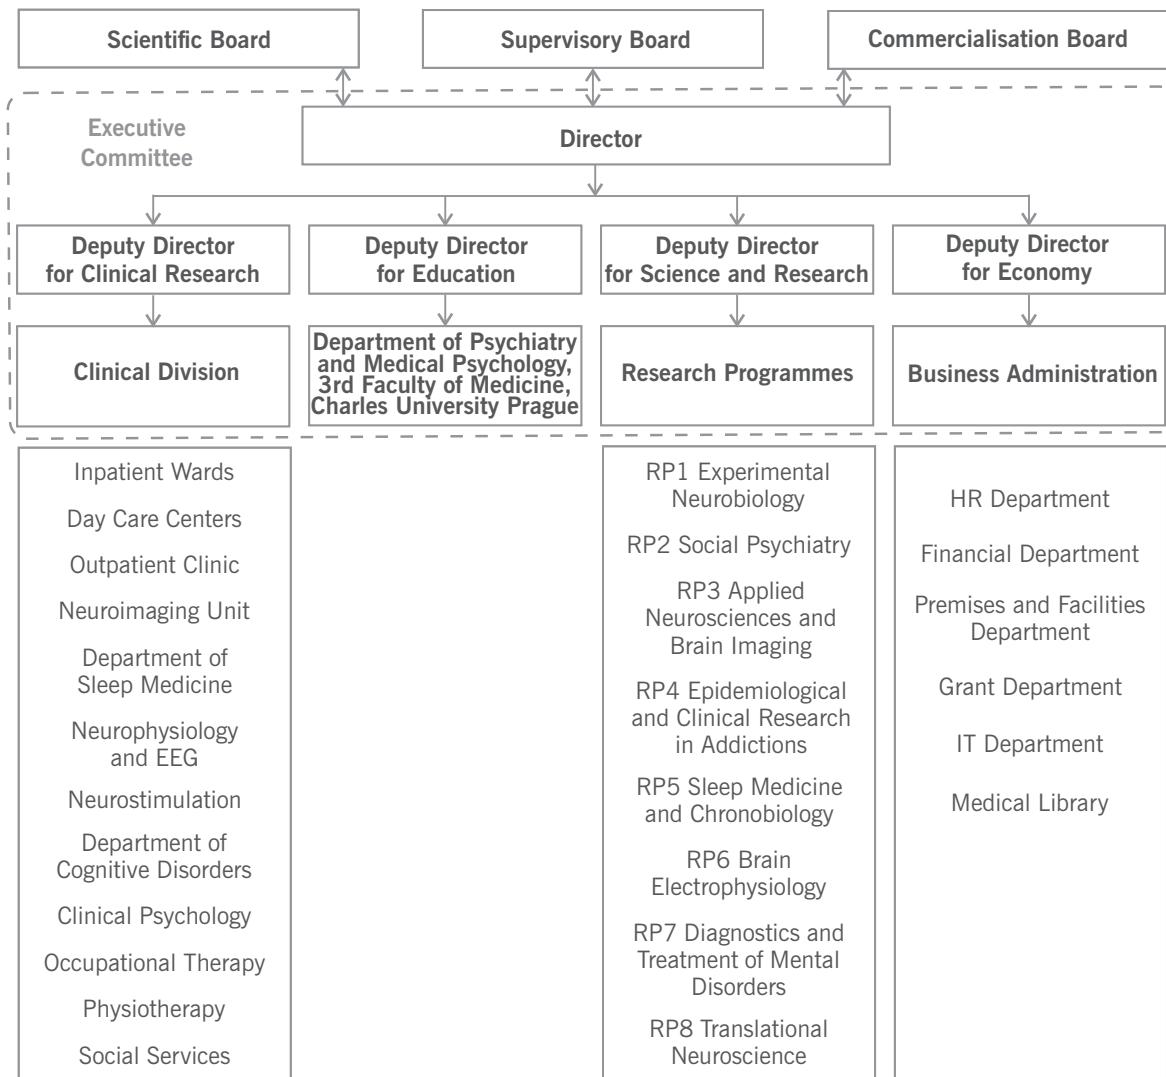 Scientific Board
Supervisory Board
Commercialisation Board
Executive
Committee
Director
Deputy Director
for Clinical Research
Deputy Director
for Education
Deputy Director
for Science and Research
Deputy Director
for Economy
Clinical Division
Department of Psychiatry
and Medical Psychology,
3rd Faculty of Medicine,
Charles University Prague
Research Programmes
Business Administration
Inpatient Wards
Day Care Centers
Outpatient Clinic
Neuroimaging Unit
Department of
Sleep Medicine
Neurophysiology
and EEG
Neurostimulation
Department of
Cognitive Disorders
Clinical Psychology
Occupational Therapy
Physiotherapy
Social Services
RP1 Experimental
Neurobiology
RP2 Social Psychiatry
RP3 Applied
Neurosciences and
Brain Imaging
RP4 Epidemiological
and Clinical Research
in Addictions
RP5 Sleep Medicine
and Chronobiology
RP6 Brain
Electrophysiology
RP7 Diagnostics and
Treatment of Mental
Disorders
RP8 Translational
Neuroscience
HR Department
Financial Department
Premises and Facilities
Department
Grant Department
IT Department
Medical Library